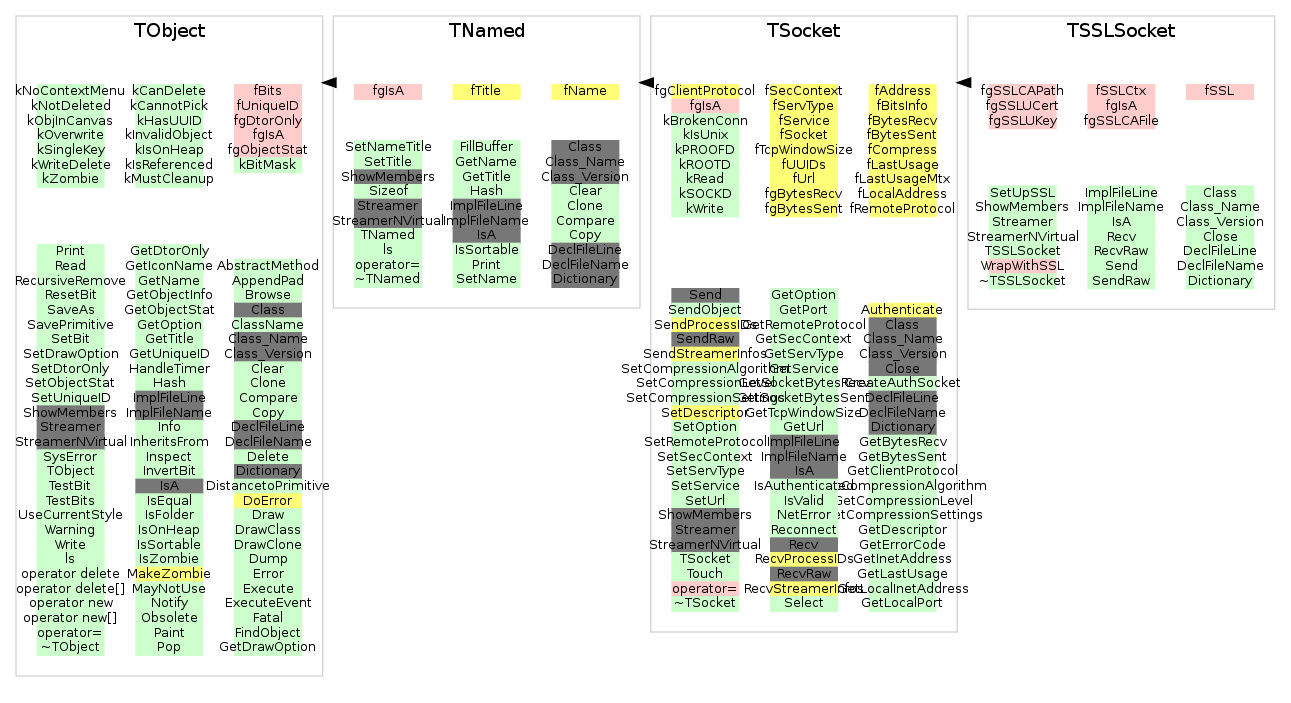 TObject
kNoContextMenu
kNotDeleted
kObjInCanvas
kOverwrite
kSingleKey
kWriteDelete
kZombie
kCanDelete
kCannotPick
kHasUUID
kInvalidObject
kIsOnHeap
kIsReferenced
kMustCleanup
fBits
fUniqueID
fgDtorOnly
fgIsA
fgObjectStat
kBitMask
Print
Read
RecursiveRemove
ResetBit
SaveAs
SavePrimitive
SetBit
SetDrawOption
SetDtorOnly
SetObjectStat
SetUniqueID
ShowMembers
Streamer
StreamerNVirtual
SysError
TObject
TestBit
TestBits
UseCurrentStyle
Warning
Write
ls
operator delete
operator delete[]
operator new
operator new[]
operator=
~TObject
GetDtorOnly
GetIconName
GetName
GetObjectInfo
GetObjectStat
GetOption
GetTitle
GetUniqueID
HandleTimer
Hash
ImplFileLine
ImplFileName
Info
InheritsFrom
Inspect
InvertBit
IsA
IsEqual
IsFolder
IsOnHeap
IsSortable
IsZombie
MakeZombie
MayNotUse
Notify
Obsolete
Paint
Pop
AbstractMethod
AppendPad
Browse
Class
ClassName
Class_Name
Class_Version
Clear
Clone
Compare
Copy
DeclFileLine
DeclFileName
Delete
Dictionary
DistancetoPrimitive
DoError
Draw
DrawClass
DrawClone
Dump
Error
Execute
ExecuteEvent
Fatal
FindObject
GetDrawOption
TNamed
fgIsA
fTitle
fName
SetNameTitle
SetTitle
ShowMembers
Sizeof
Streamer
StreamerNVirtual
TNamed
ls
operator=
~TNamed
FillBuffer
GetName
GetTitle
Hash
ImplFileLine
ImplFileName
IsA
IsSortable
Print
SetName
Class
Class_Name
Class_Version
Clear
Clone
Compare
Copy
DeclFileLine
DeclFileName
Dictionary
TSocket
fgClientProtocol
fgIsA
kBrokenConn
kIsUnix
kPROOFD
kROOTD
kRead
kSOCKD
kWrite
fSecContext
fServType
fService
fSocket
fTcpWindowSize
fUUIDs
fUrl
fgBytesRecv
fgBytesSent
fAddress
fBitsInfo
fBytesRecv
fBytesSent
fCompress
fLastUsage
fLastUsageMtx
fLocalAddress
fRemoteProtocol
Send
SendObject
SendProcessIDs
SendRaw
SendStreamerInfos
SetCompressionAlgorithm
SetCompressionLevel
SetCompressionSettings
SetDescriptor
SetOption
SetRemoteProtocol
SetSecContext
SetServType
SetService
SetUrl
ShowMembers
Streamer
StreamerNVirtual
TSocket
Touch
operator=
~TSocket
GetOption
GetPort
GetRemoteProtocol
GetSecContext
GetServType
GetService
GetSocketBytesRecv
GetSocketBytesSent
GetTcpWindowSize
GetUrl
ImplFileLine
ImplFileName
IsA
IsAuthenticated
IsValid
NetError
Reconnect
Recv
RecvProcessIDs
RecvRaw
RecvStreamerInfos
Select
Authenticate
Class
Class_Name
Class_Version
Close
CreateAuthSocket
DeclFileLine
DeclFileName
Dictionary
GetBytesRecv
GetBytesSent
GetClientProtocol
GetCompressionAlgorithm
GetCompressionLevel
GetCompressionSettings
GetDescriptor
GetErrorCode
GetInetAddress
GetLastUsage
GetLocalInetAddress
GetLocalPort
TSSLSocket
fgSSLCAPath
fgSSLUCert
fgSSLUKey
fSSLCtx
fgIsA
fgSSLCAFile
fSSL
SetUpSSL
ShowMembers
Streamer
StreamerNVirtual
TSSLSocket
WrapWithSSL
~TSSLSocket
ImplFileLine
ImplFileName
IsA
Recv
RecvRaw
Send
SendRaw
Class
Class_Name
Class_Version
Close
DeclFileLine
DeclFileName
Dictionary